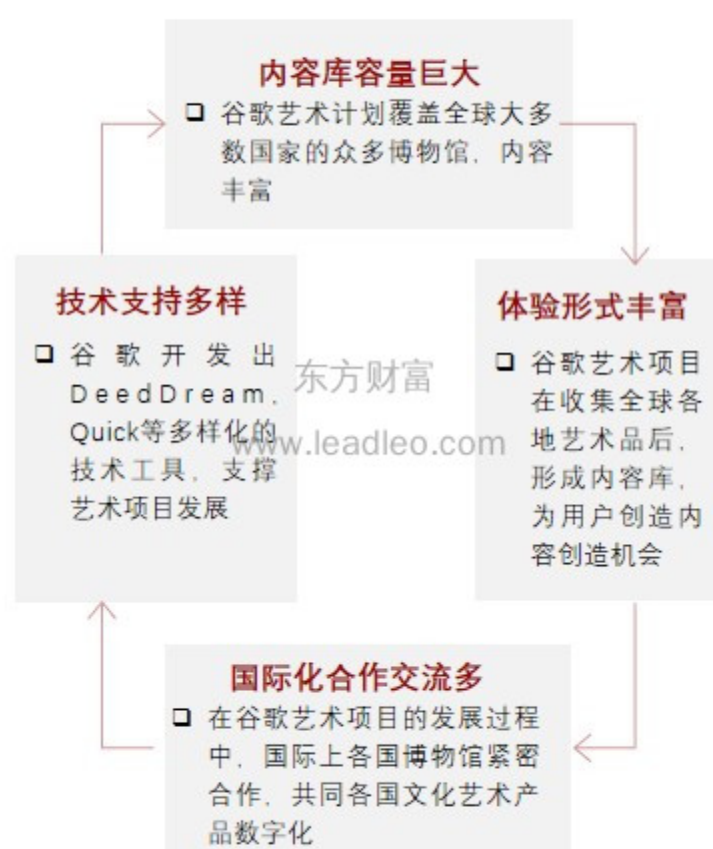 内容库容量巨大
❑ 谷歌艺术计划覆盖全球大多
数国家的众多博物馆，内容
丰富
体验形式丰富
❑ 谷歌艺术项目
在收集全球各
地艺术品后，
形成内容库，
为用户创造内
容创造机会
国际化合作交流多
❑ 在谷歌艺术项目的发展过程
中，国际上各国博物馆紧密
合作，共同各国文化艺术产
品数字化
技术支持多样
❑ 谷歌开发出
DeedDream，
Quick等多样化的
技术工具，支撑
艺术项目发展
东方财富
www.leadleo.com